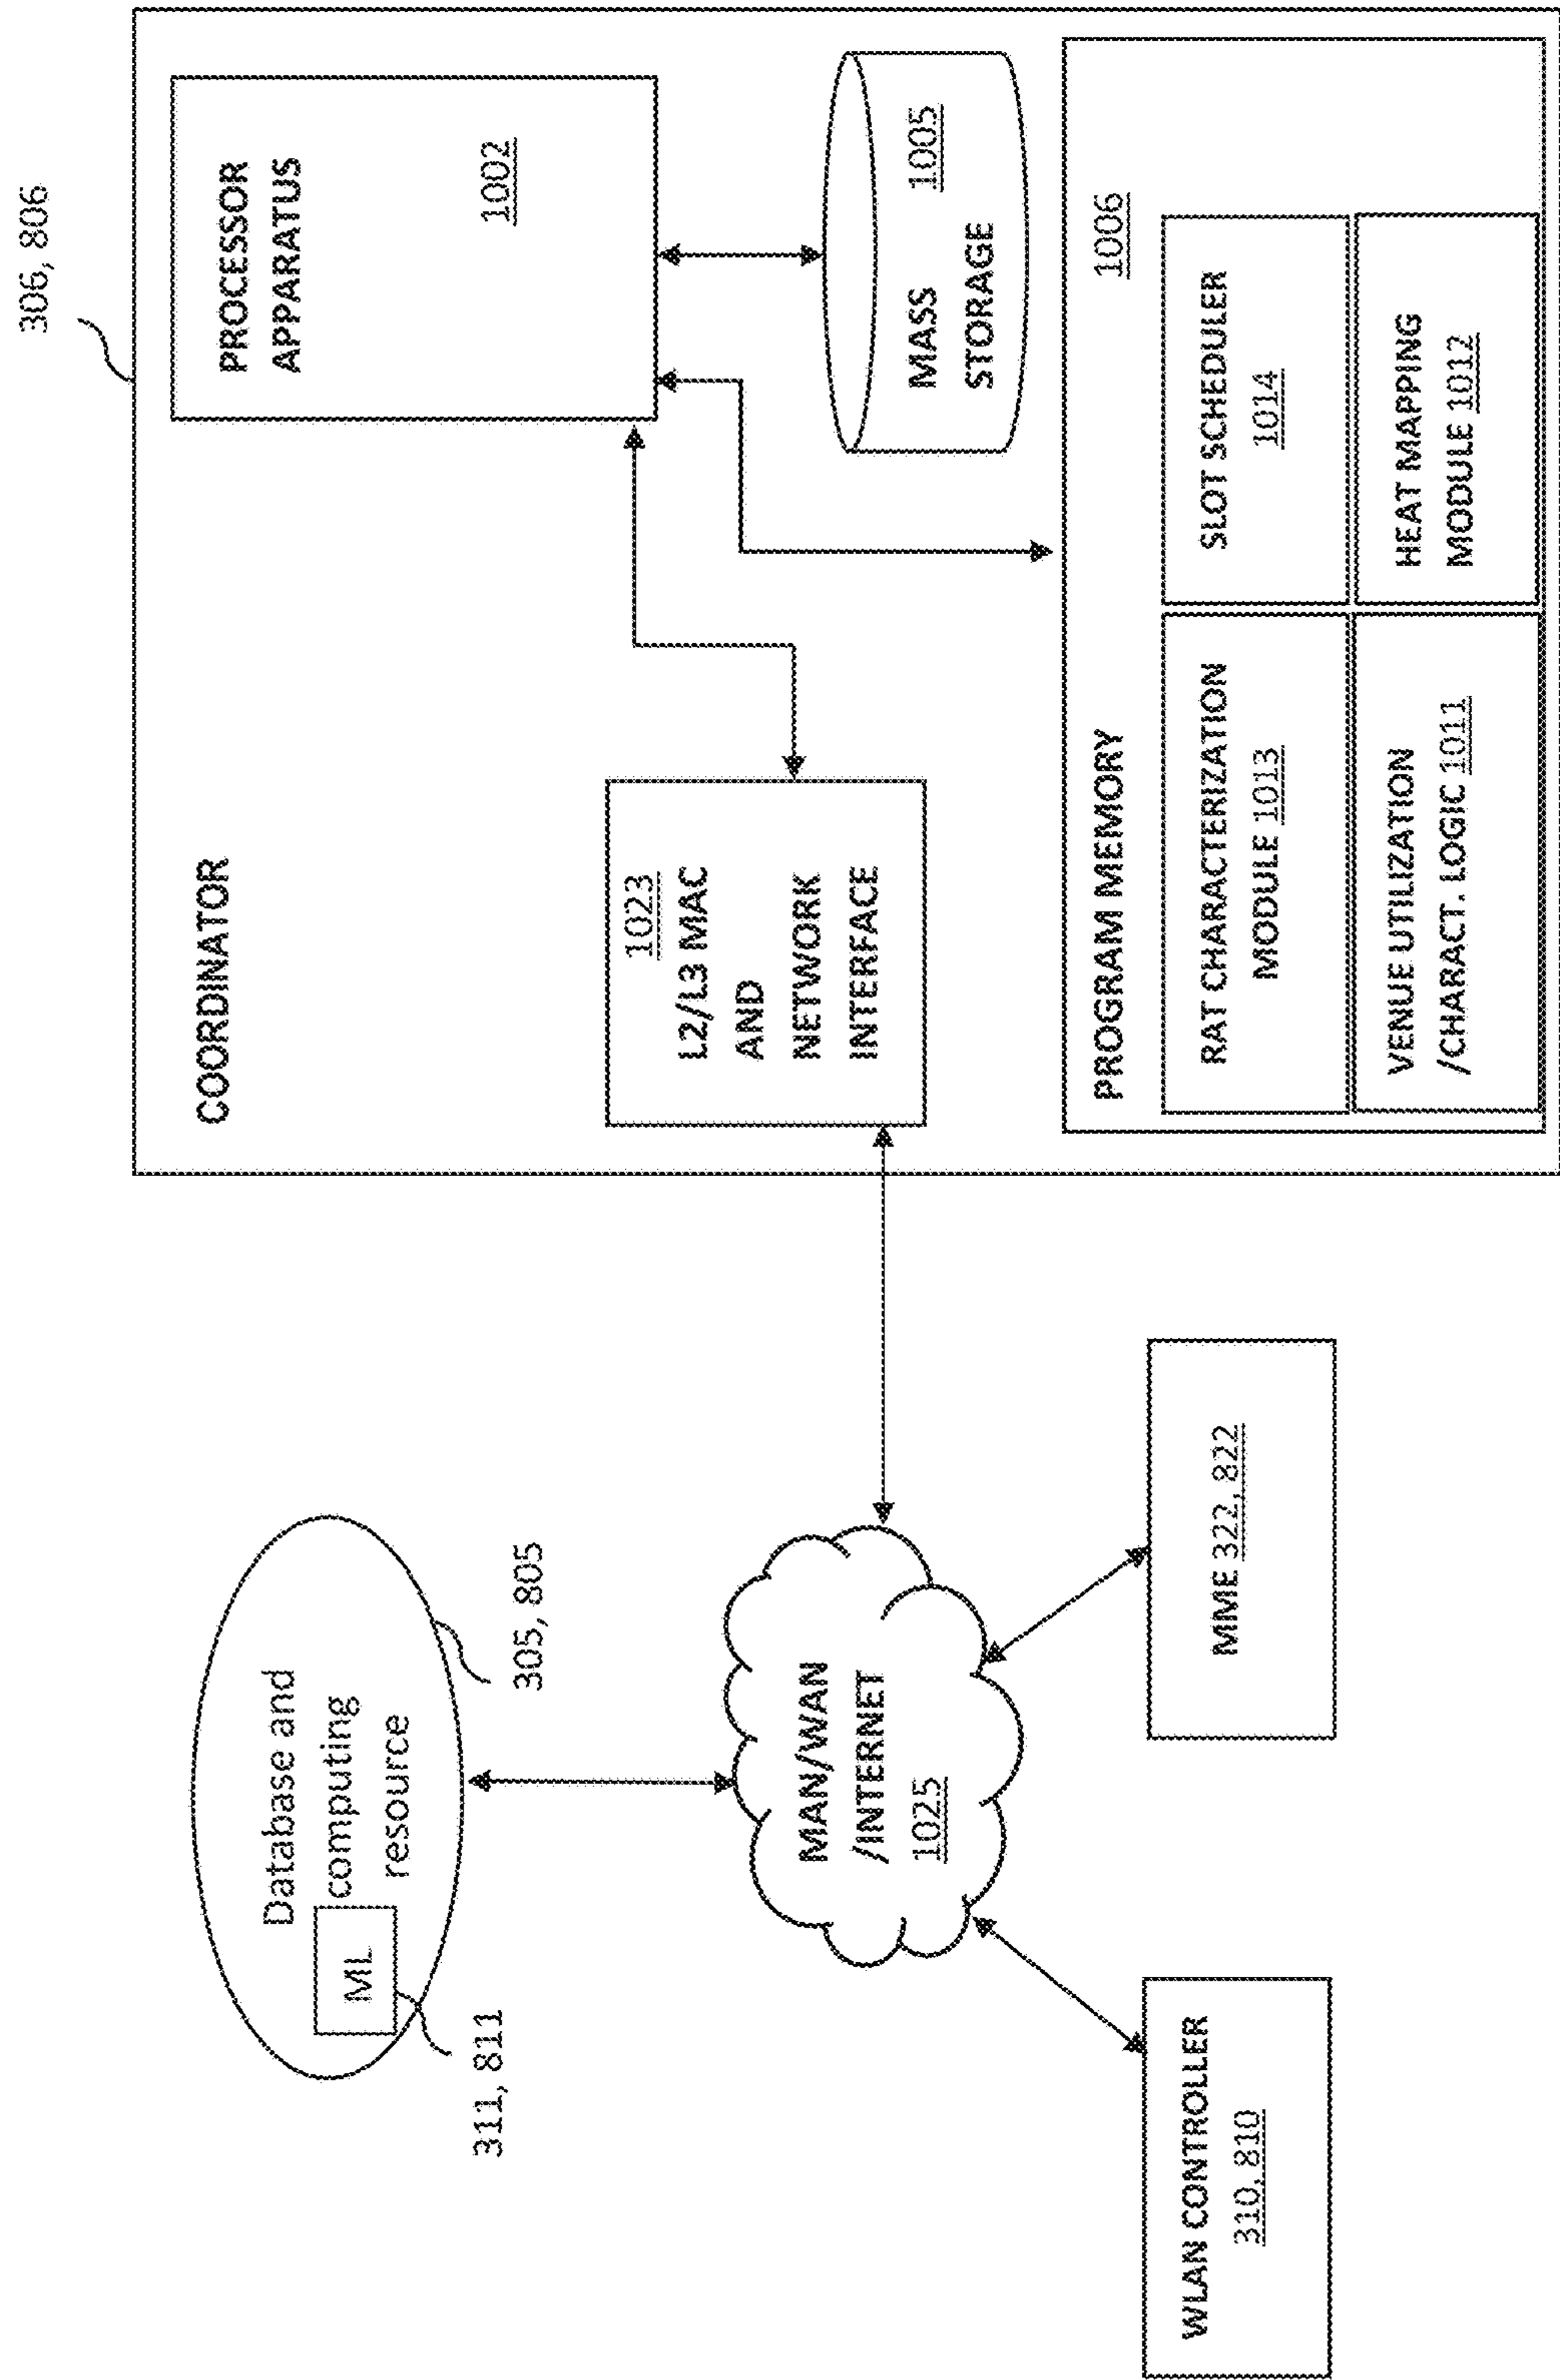 306, 806
COORDINATOR
PROCESSOR
APPARATUS
1002
1023
L2/L3 MAC
AND
NETWORK
INTERFACE
MASS 1005
STORAGE
PROGRAM MEMORY 1006
RAT CHARACTERIZATION
MODULE 1013
SLOT SCHEDULER
1014
VENUE UTILIZATION
/CHARACT. LOGIC 1011
HEAT MAPPING
MODULE 1012
Database and
computing
resource
ML
305, 805
311, 811
MAN/WAN
/INTERNET
1025
WLAN CONTROLLER
310, 810
MME 322, 822